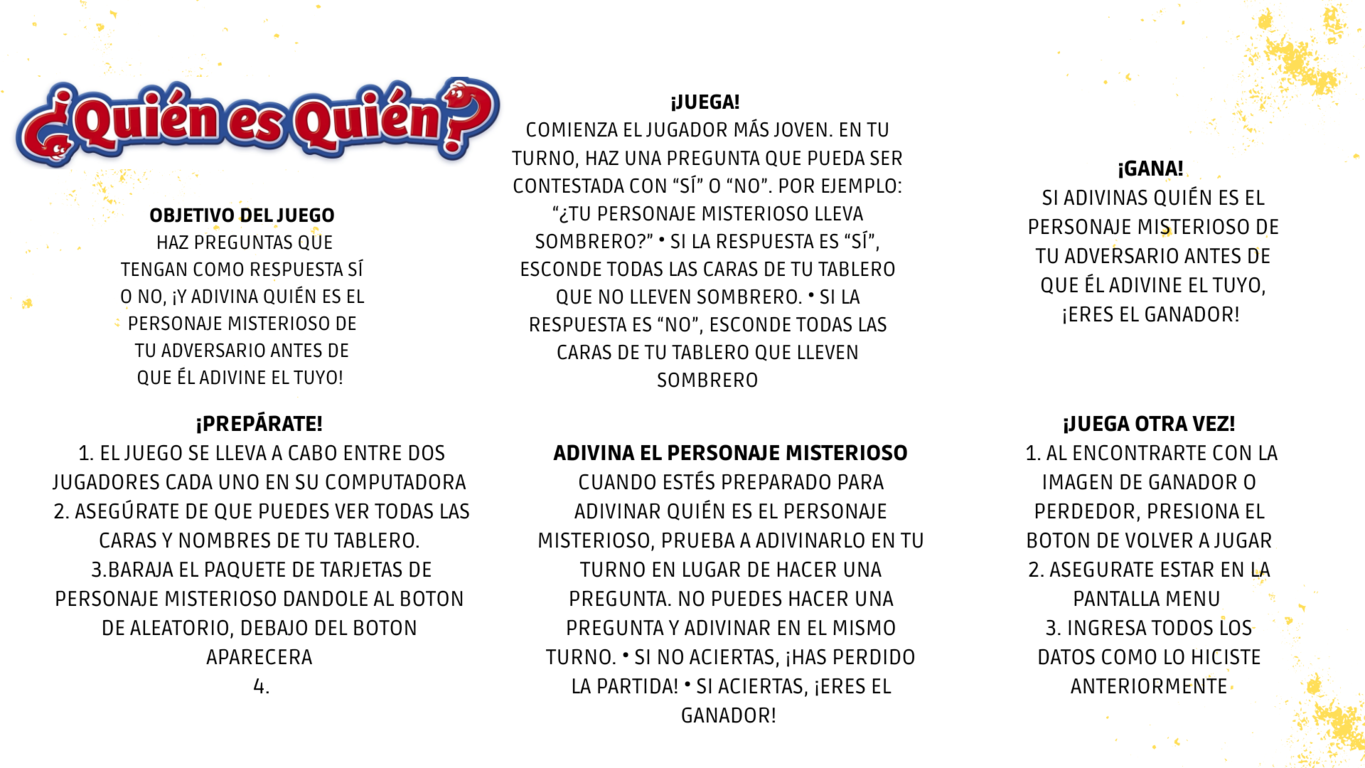 ¿Quién es Quién?
OBJETIVO DEL JUEGO
HAZ PREGUNTAS QUE
TENGAN COMO RESPUESTA SÍ
O NO, ¡Y ADIVINA QUIÉN ES EL
PERSONAJE MISTERIOSO DE
TU ADVERSARIO ANTES DE
QUE ÉL ADIVINE EL TUYO!
¡PREPÁRATE!
1. EL JUEGO SE LLEVA A CABO ENTRE DOS
JUGADORES CADA UNO EN SU COMPUTADORA
2. ASEGÚRATE DE QUE PUEDES VER TODAS LAS
CARAS Y NOMBRES DE TU TABLERO.
3.BARAJA EL PAQUETE DE TARJETAS DE
PERSONAJE MISTERIOSO DANDOLE AL BOTON
DE ALEATORIO, DEBAJO DEL BOTON
APARECERA
4.
¡JUEGA!
COMIENZA EL JUGADOR MÁS JOVEN. EN TU
TURNO, HAZ UNA PREGUNTA QUE PUEDA SER
CONTESTADA CON “SÍ” O “NO”. POR EJEMPLO:
“¿TU PERSONAJE MISTERIOSO LLEVA
SOMBRERO?” • SI LA RESPUESTA ES “SÍ”,
ESCONDE TODAS LAS CARAS DE TU TABLERO
QUE NO LLEVEN SOMBRERO. • SI LA
RESPUESTA ES “NO”, ESCONDE TODAS LAS
CARAS DE TU TABLERO QUE LLEVEN
SOMBRERO
ADIVINA EL PERSONAJE MISTERIOSO
CUANDO ESTÉS PREPARADO PARA
ADIVINAR QUIÉN ES EL PERSONAJE
MISTERIOSO, PRUEBA A ADIVINARLO EN TU
TURNO EN LUGAR DE HACER UNA
PREGUNTA. NO PUEDES HACER UNA
PREGUNTA Y ADIVINAR EN EL MISMO
TURNO. • SI NO ACIERTAS, ¡HAS PERDIDO
LA PARTIDA! • SI ACIERTAS, ¡ERES EL
GANADOR!
¡GANA!
SI ADIVINAS QUIÉN ES EL
PERSONAJE MISTERIOSO DE
TU ADVERSARIO ANTES DE
QUE ÉL ADIVINE EL TUYO,
¡ERES EL GANADOR!
¡JUEGA OTRA VEZ!
1. AL ENCONTRARTE CON LA
IMAGEN DE GANADOR O
PERDEDOR, PRESIONA EL
BOTON DE VOLVER A JUGAR
2. ASEGURATE ESTAR EN LA
PANTALLA MENU
3. INGRESA TODOS LOS
DATOS COMO LO HICISTE
ANTERIORMENTE